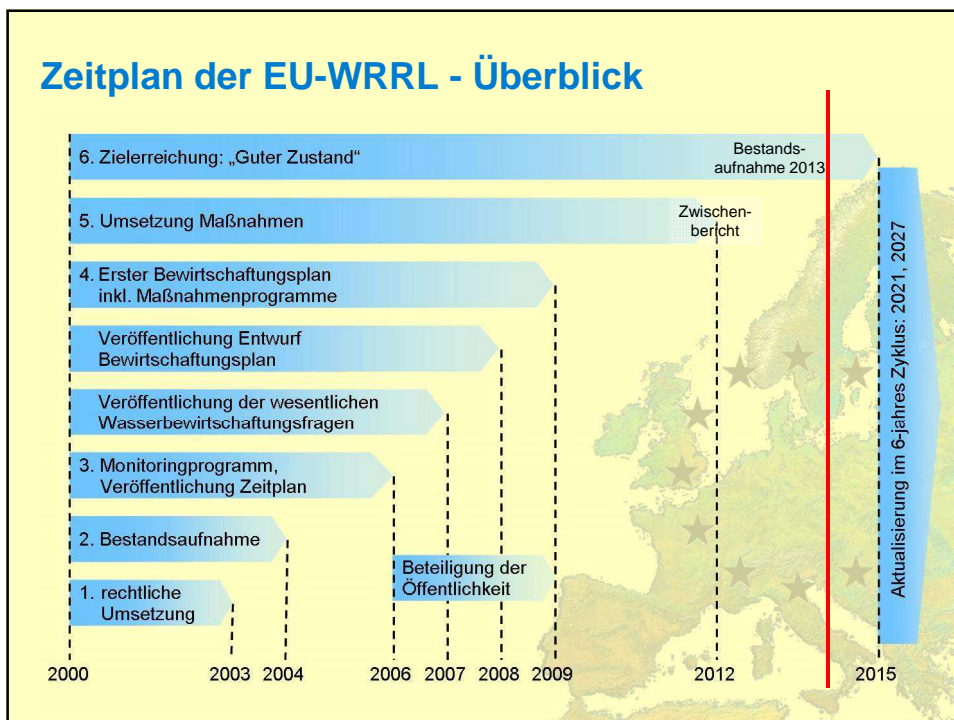 Zeitplan der EU-WRRL - Überblick
6. Zielerreichung: „Guter Zustand“
Bestands-
aufnahme 2013
5. Umsetzung Maßnahmen
Zwischen-
bericht
4. Erster Bewirtschaftungsplan
inkl. Maßnahmenprogramme
Veröffentlichung Entwurf
Bewirtschaftungsplan
Veröffentlichung der wesentlichen
Wasserbewirtschaftungsfragen
3. Monitoringprogramm,
Veröffentlichung Zeitplan
2. Bestandsaufnahme
Beteiligung der
Öffentlichkeit
1. rechtliche
Umsetzung
Aktualisierung im 6-jahres Zyklus: 2021, 2027
2000 2003 2004 2006 2007 2008 2009 2012 2015